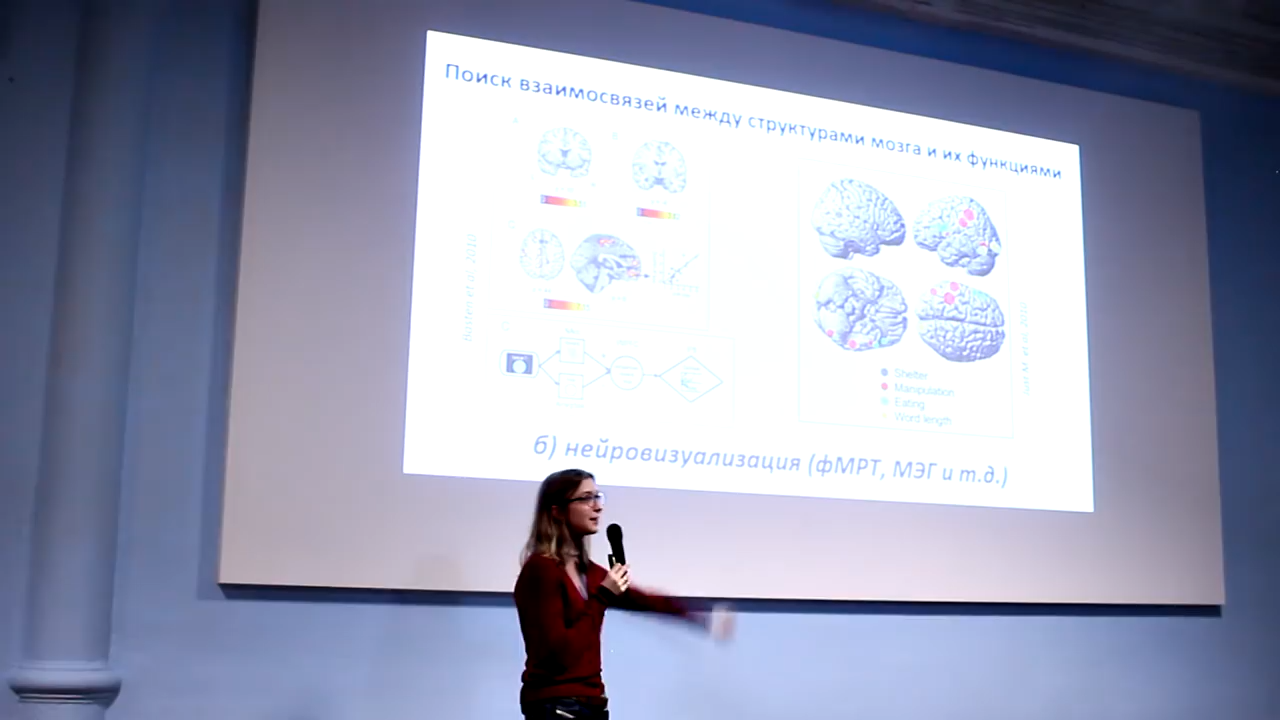 Поиск взаимосвязей между структурами мозга и их функциями
Shelter
Manipulation
Eating
Word length
б) нейровизуализация (фМРТ, МЭГ и т.д.)